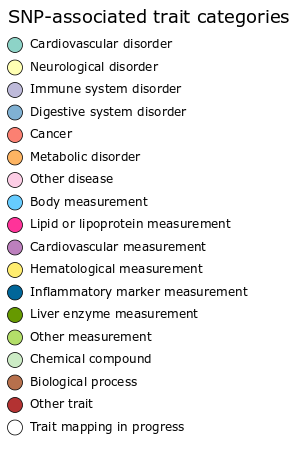 SNP-associated trait categories
Cardiovascular disorder
Neurological disorder
Immune system disorder
Digestive system disorder
Cancer
Metabolic disorder
Other disease
Body measurement
Lipid or lipoprotein measurement
Cardiovascular measurement
Hematological measurement
Inflammatory marker measurement
Liver enzyme measurement
Other measurement
Chemical compound
Biological process
Other trait
Trait mapping in progress